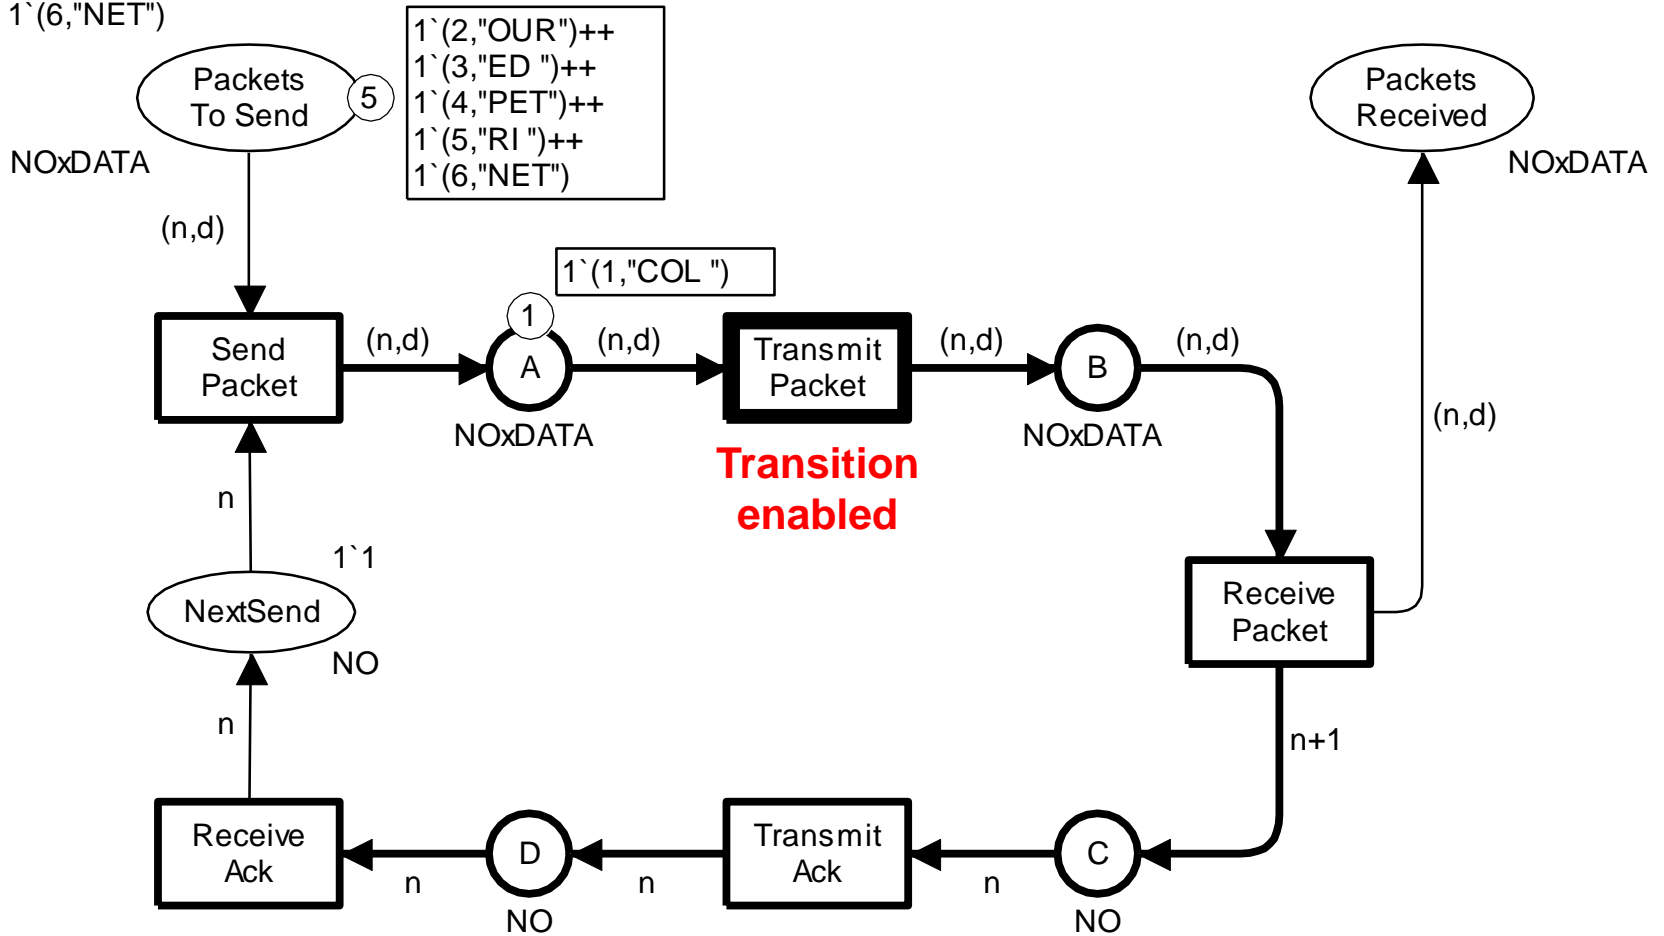 1`(6,"NET")
Packets
To Send
5
1`(2,"OUR")++
1`(3,"ED ")++
1`(4,"PET")++
1`(5,"RI ")++
1`(6,"NET")
Packets
Received
NOxDATA
NOxDATA
(n,d)
1`(1,"COL ")
1
Send
Packet
(n,d)
A
(n,d)
Transmit
Packet
(n,d)
B
(n,d)
NOxDATA
NOxDATA
(n,d)
Transition
enabled
n
1`1
NextSend
NO
Receive
Packet
n
n+1
Receive
Ack
n
D
n
Transmit
Ack
n
C
NO
NO